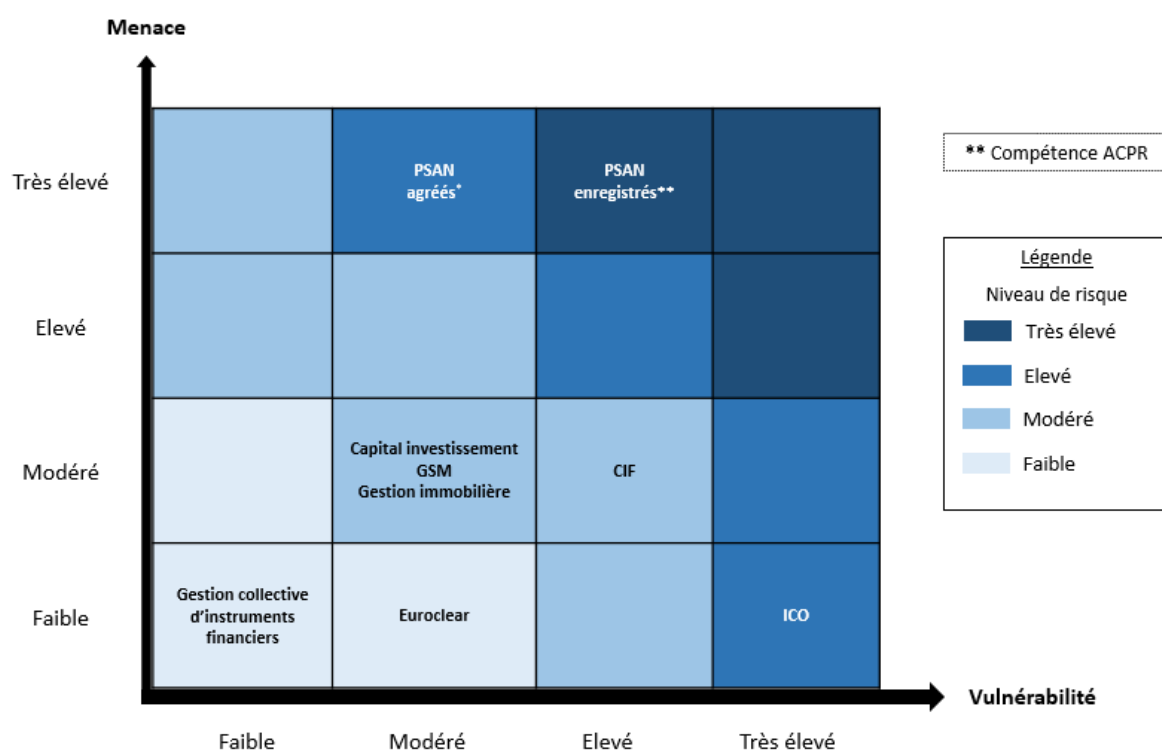 Menace
Très élevé
PSAN
agréés*
PSAN
enregistrés**
** Compétence ACPR
Légende
Niveau de risque
Très élevé
Elevé
Modéré
Faible
Elevé
Modéré
Capital investissement
GSM
Gestion immobilière
CIF
Faible
Gestion collective
d'instruments
financiers
Euroclear
ICO
Vulnérabilité
Faible
Modéré
Elevé
Très élevé